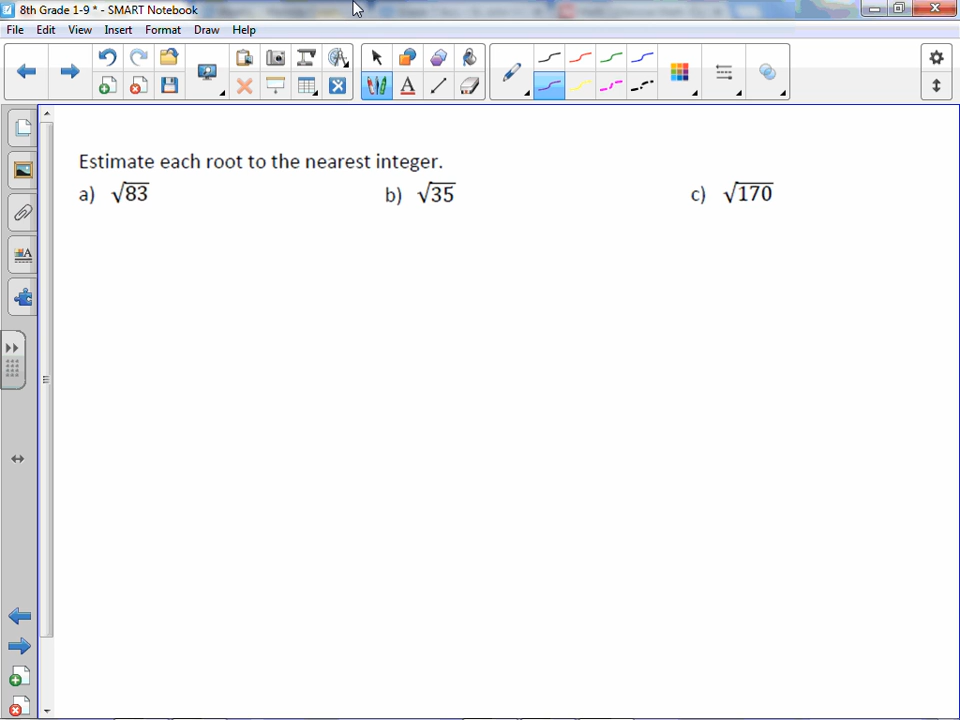 8th Grade 1-9 * - SMART Notebook
File Edit View Insert Format Draw Help
Estimate each root to the nearest integer.
a) √83 b) √35 c) √170